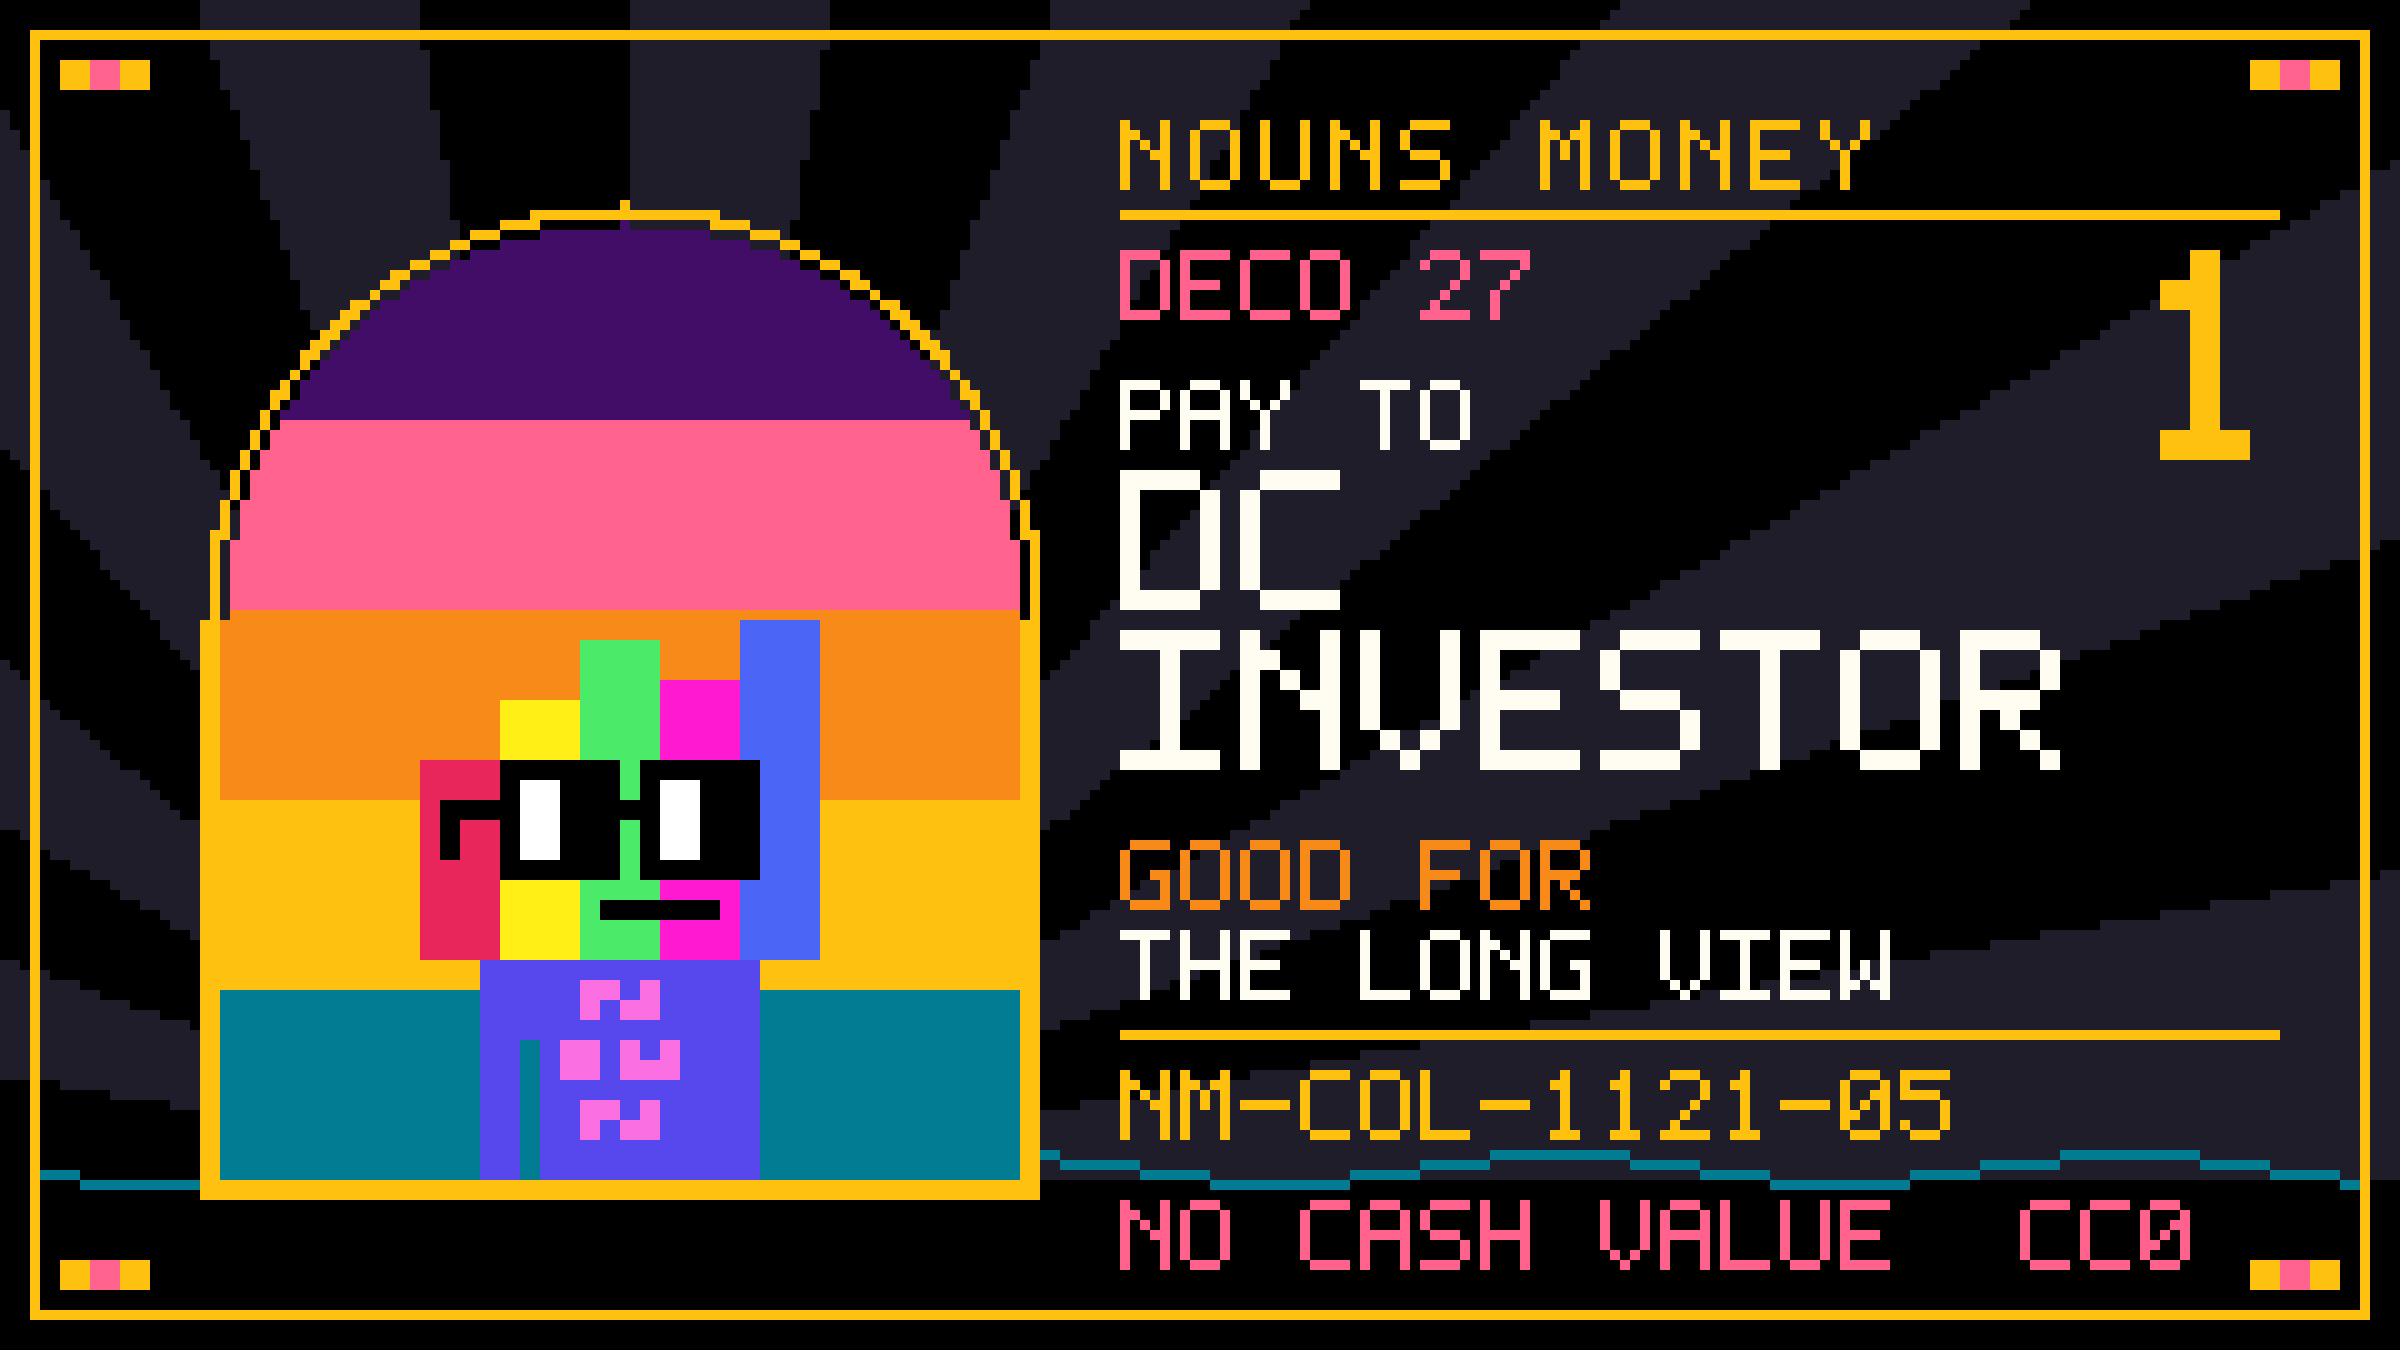 NOUNS MONEY
DECO 27
1
PAY TO
DC
INVESTOR
GOOD FOR
THE LONG VIEW
NM-COL-1121-05
NO CASH VALUE CC0